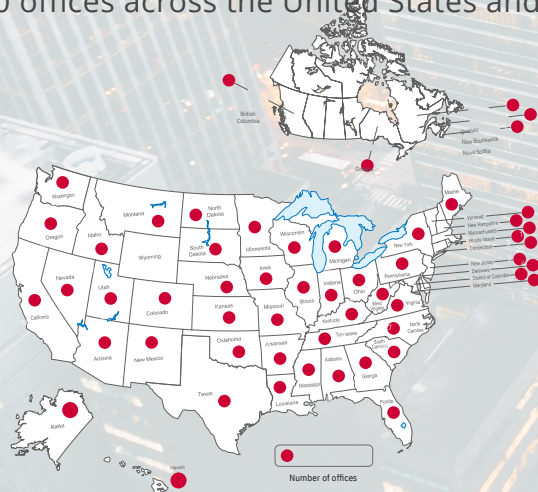 0 offices across the United States and
British
Columbia
Quebec
New Brunswick
Nova Scotia
Washington
Oregon
Idaho
Montana
North
Dakota
South
Dakota
Minnesota
Wisconsin
Michigan
Maine
New York
Vermont
New Hampshire
Massachusetts
Connecticut
New Jersey
Delaware
District of Columbia
Maryland
Wyoming
Nevada
Utah
California
Colorado
Nebraska
Kansas
Iowa
Missouri
Illinois
Indiana
Ohio
Pennsylvania
West
Virginia
Virginia
Kentucky
North
Carolina
South
Carolina
Tennessee
Arizona
New Mexico
Oklahoma
Arkansas
Texas
Louisiana
Mississippi
Alabama
Georgia
Florida
Alaska
Hawaii
Number of offices